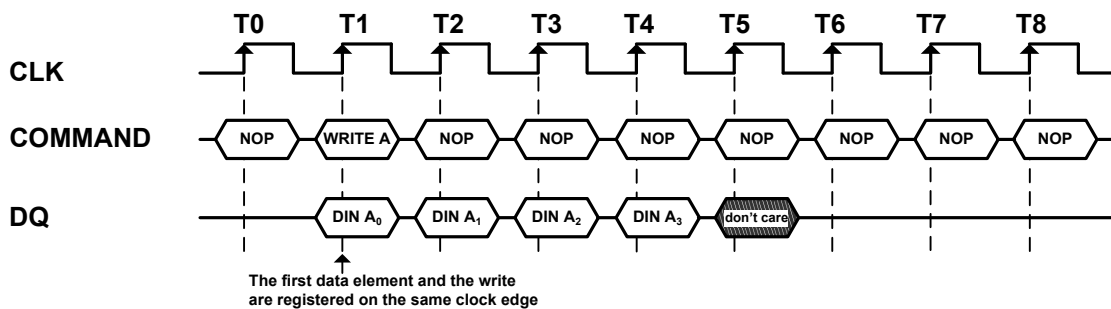 T0 T1 T2 T3 T4 T5 T6 T7 T8
CLK
COMMAND NOP WRITE A NOP NOP NOP NOP NOP NOP NOP
DQ DIN A₀ DIN A₁ DIN A₂ DIN A₃ don't care
The first data element and the write
are registered on the same clock edge